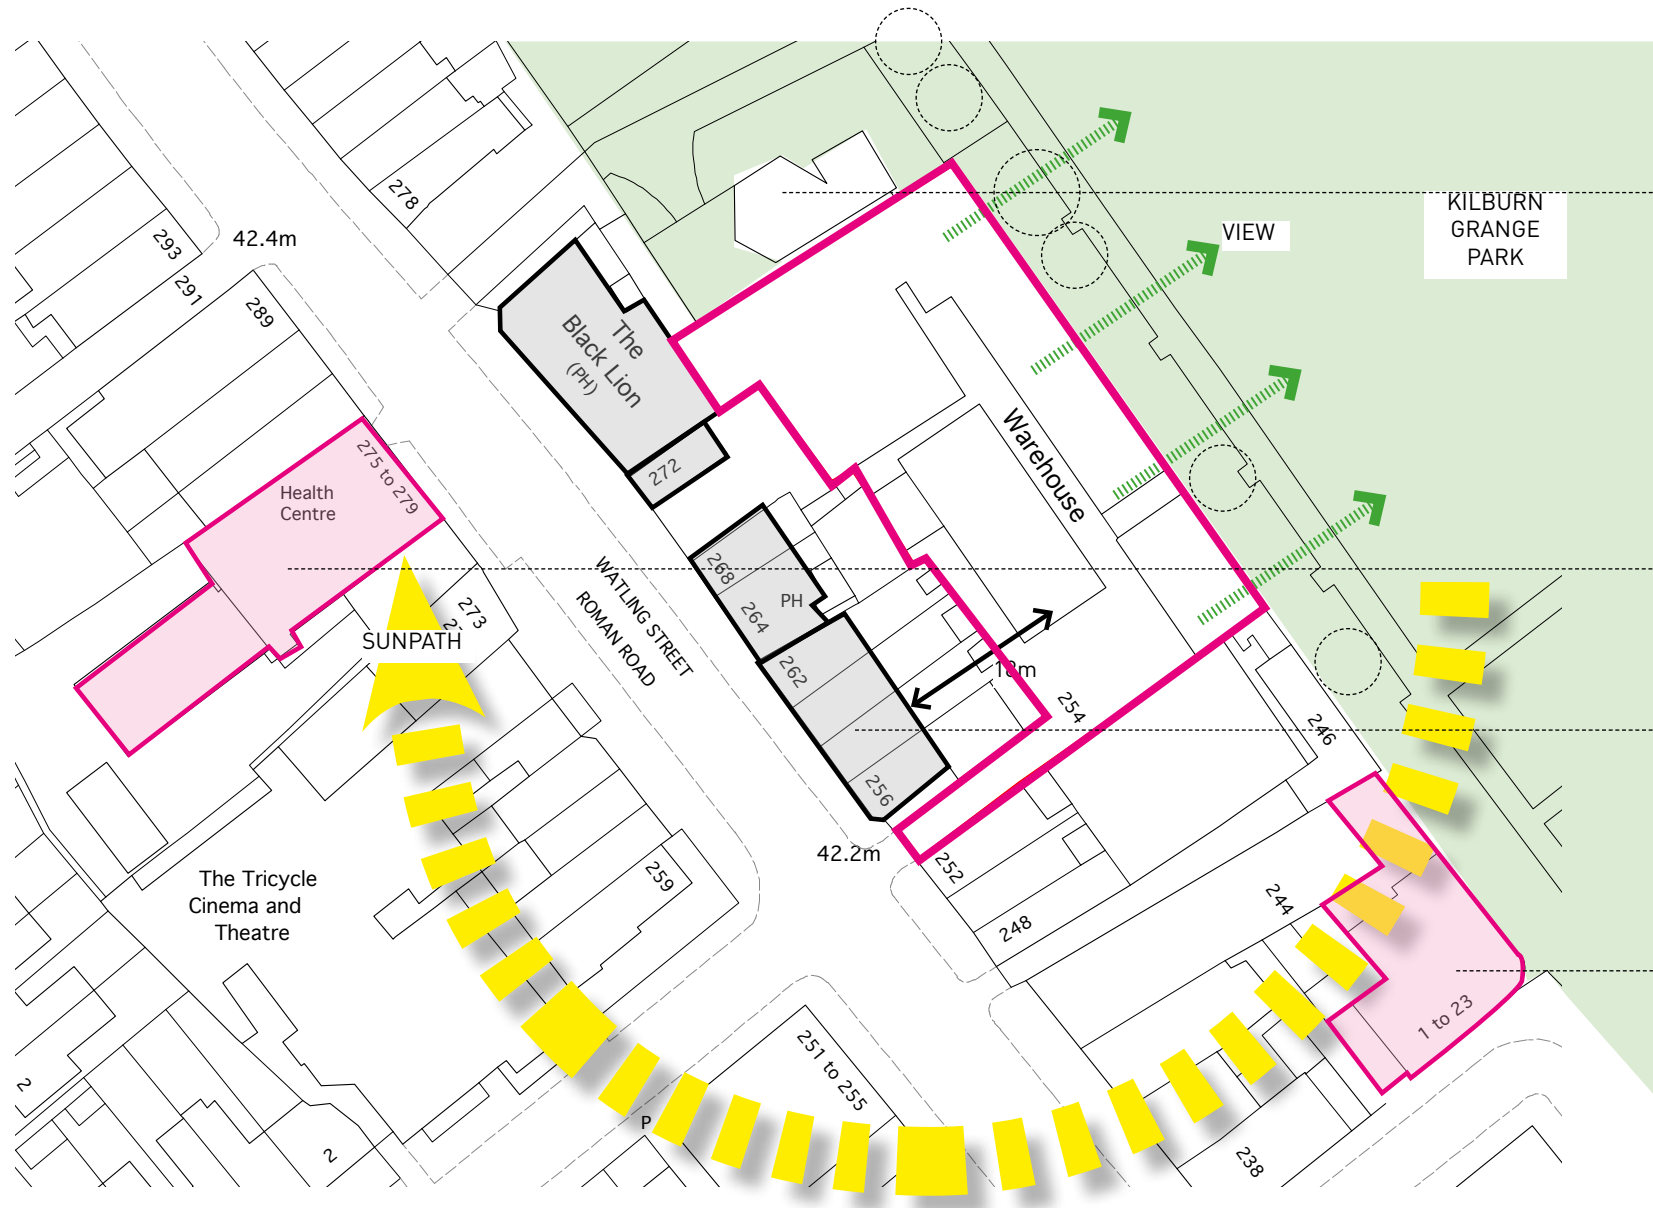 278
293
42.4m
291
289
VIEW
KILBURN
GRANGE
PARK
The
Black Lion
(PH)
275 to 279
Health
Centre
272
Warehouse
268
264
PH
262
256
273
SUNPATH
WATLING STREET
ROMAN ROAD
18m
254
246
42.2m
252
248
244
259
The Tricycle
Cinema and
Theatre
1 to 23
251 to 255
P
2
2
238